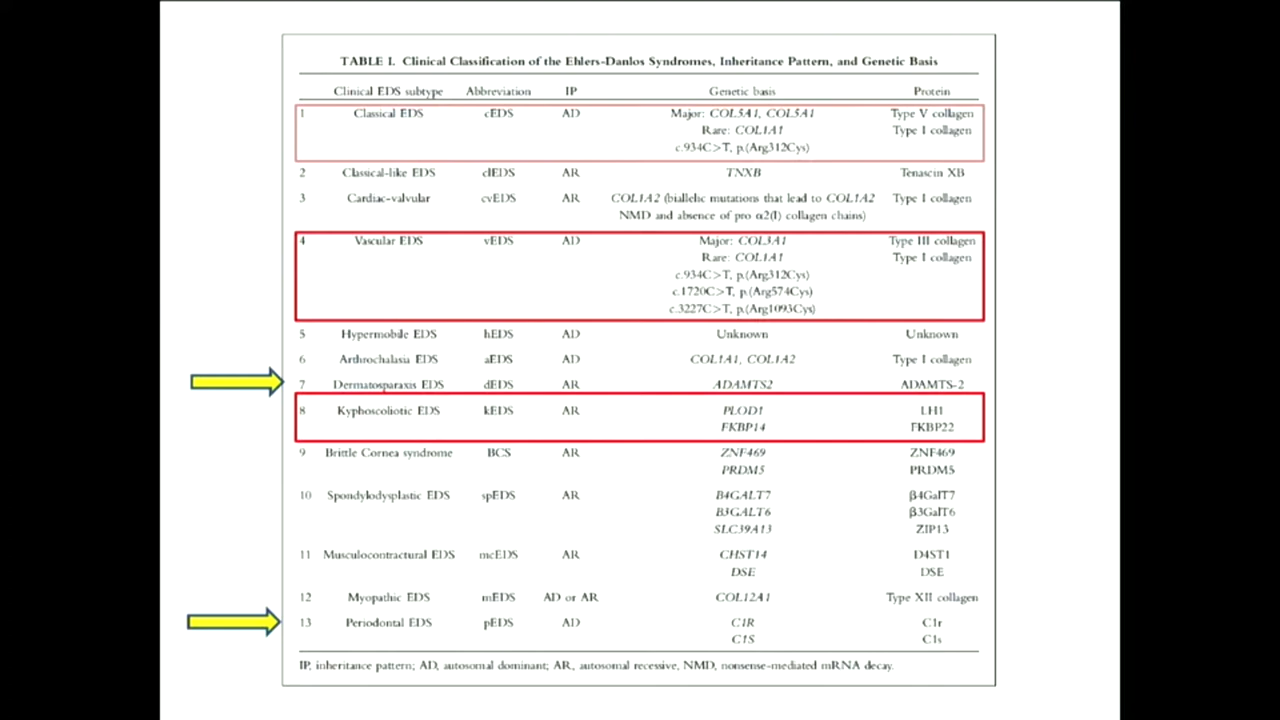 TABLE I. Clinical Classification of the Ehlers-Danlos Syndromes, Inheritance Pattern, and Genetic Basis
Clinical EDS subtype Abbreviation IP Genetic basis Protein
1 Classical EDS cEDS AD Major: COL5A1, COL5A1 Type V collagen
Rare: COL1A1 Type I collagen
c.934C>T, p.(Arg312Cys)
2 Classical-like EDS clEDS AR TNXB Tenascin XB
3 Cardiac-valvular cvEDS AR COL1A2 (biallelic mutations that lead to COL1A2 Type I collagen
NMD and absence of pro α2(I) collagen chains)
4 Vascular EDS vEDS AD Major: COL3A1 Type III collagen
Rare: COL1A1 Type I collagen
c.934C>T, p.(Arg312Cys)
c.1720C>T, p.(Arg574Cys)
c.3227C>T, p.(Arg1093Cys)
5 Hypermobile EDS hEDS AD Unknown Unknown
6 Arthrochalasia EDS aEDS AD COL1A1, COL1A2 Type I collagen
7 Dermatosparaxis EDS dEDS AR ADAMTS2 ADAMTS-2
8 Kyphoscoliotic EDS kEDS AR PLOD1 LH1
FKBP14 FKBP22
9 Brittle Cornea syndrome BCS AR ZNF469 ZNF469
PRDM5 PRDM5
10 Spondylodysplastic EDS spEDS AR B4GALT7 β4GalT7
B3GALT6 β3GalT6
SLC39A13 ZIP13
11 Musculocontractural EDS mcEDS AR CHST14 D4ST1
DSE DSE
12 Myopathic EDS mEDS AD or AR COL12A1 Type XII collagen
13 Periodontal EDS pEDS AD C1R C1r
C1S C1s
IP, inheritance pattern; AD, autosomal dominant; AR, autosomal recessive, NMD, nonsense-mediated mRNA decay.